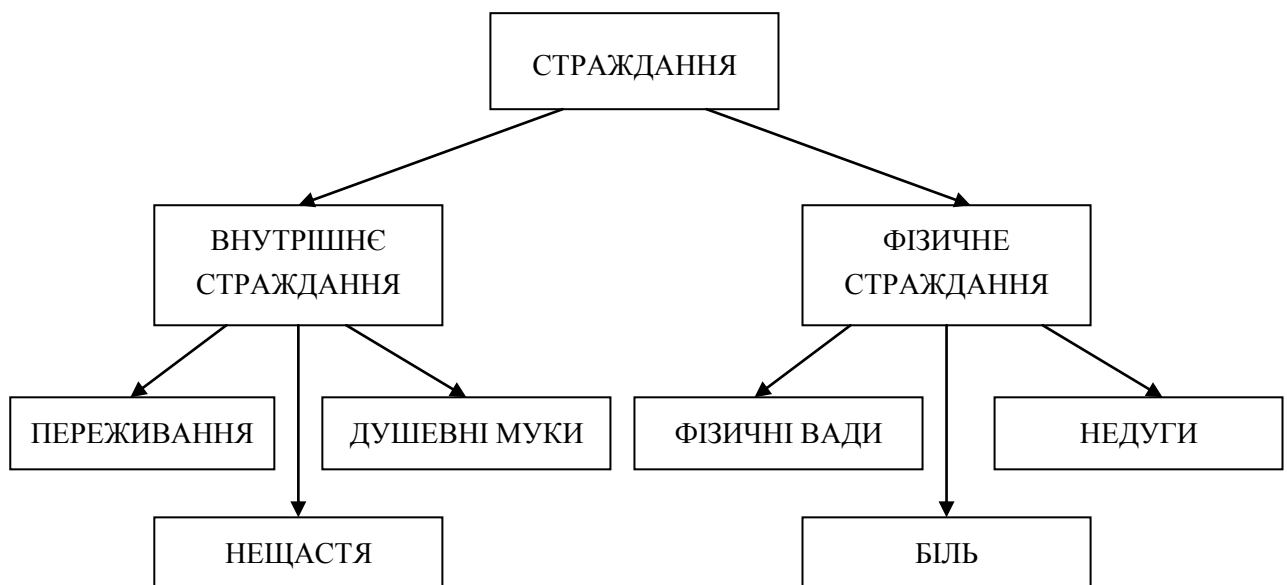 СТРАЖДАННЯ
ВНУТРІШНЄ
СТРАЖДАННЯ
ФІЗИЧНЕ
СТРАЖДАННЯ
ПЕРЕЖИВАННЯ
ДУШЕВНІ МУКИ
ФІЗИЧНІ ВАДИ
НЕДУГИ
НЕЩАСТЯ
БІЛЬ